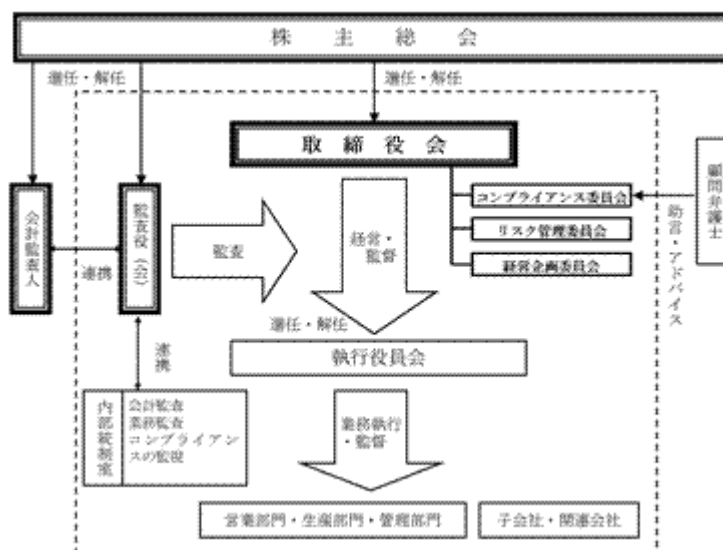 株主総会
選任・解任
選任・解任
取締役会
コンプライアンス委員会
リスク管理委員会
経営企画委員会
顧問弁護士
助言・アドバイス
会計監査人
連携
監査役（会）
監査
経営・
監督
選任・解任
執行役員会
連携
内部統制室
会計監査
業務監査
コンプライアン
スの監視
業務執行
・監督
営業部門・生産部門・管理部門
子会社・関連会社